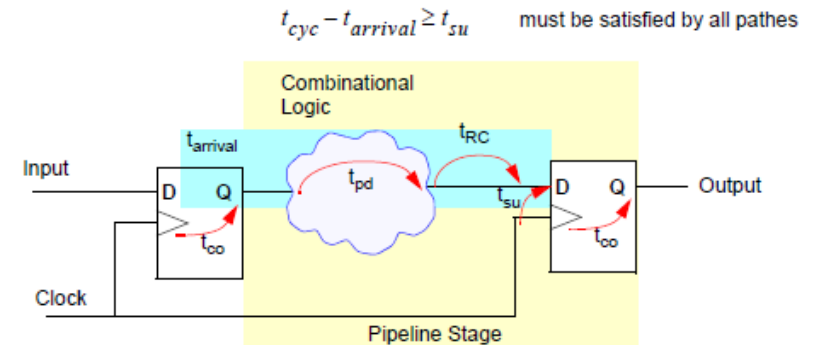 t_cyc − t_arrival ≥ t_su must be satisfied by all pathes
Combinational
Logic
t_arrival
t_RC
Input
D Q
t_pd
t_su
D Q
Output
t_co
t_co
Clock
Pipeline Stage